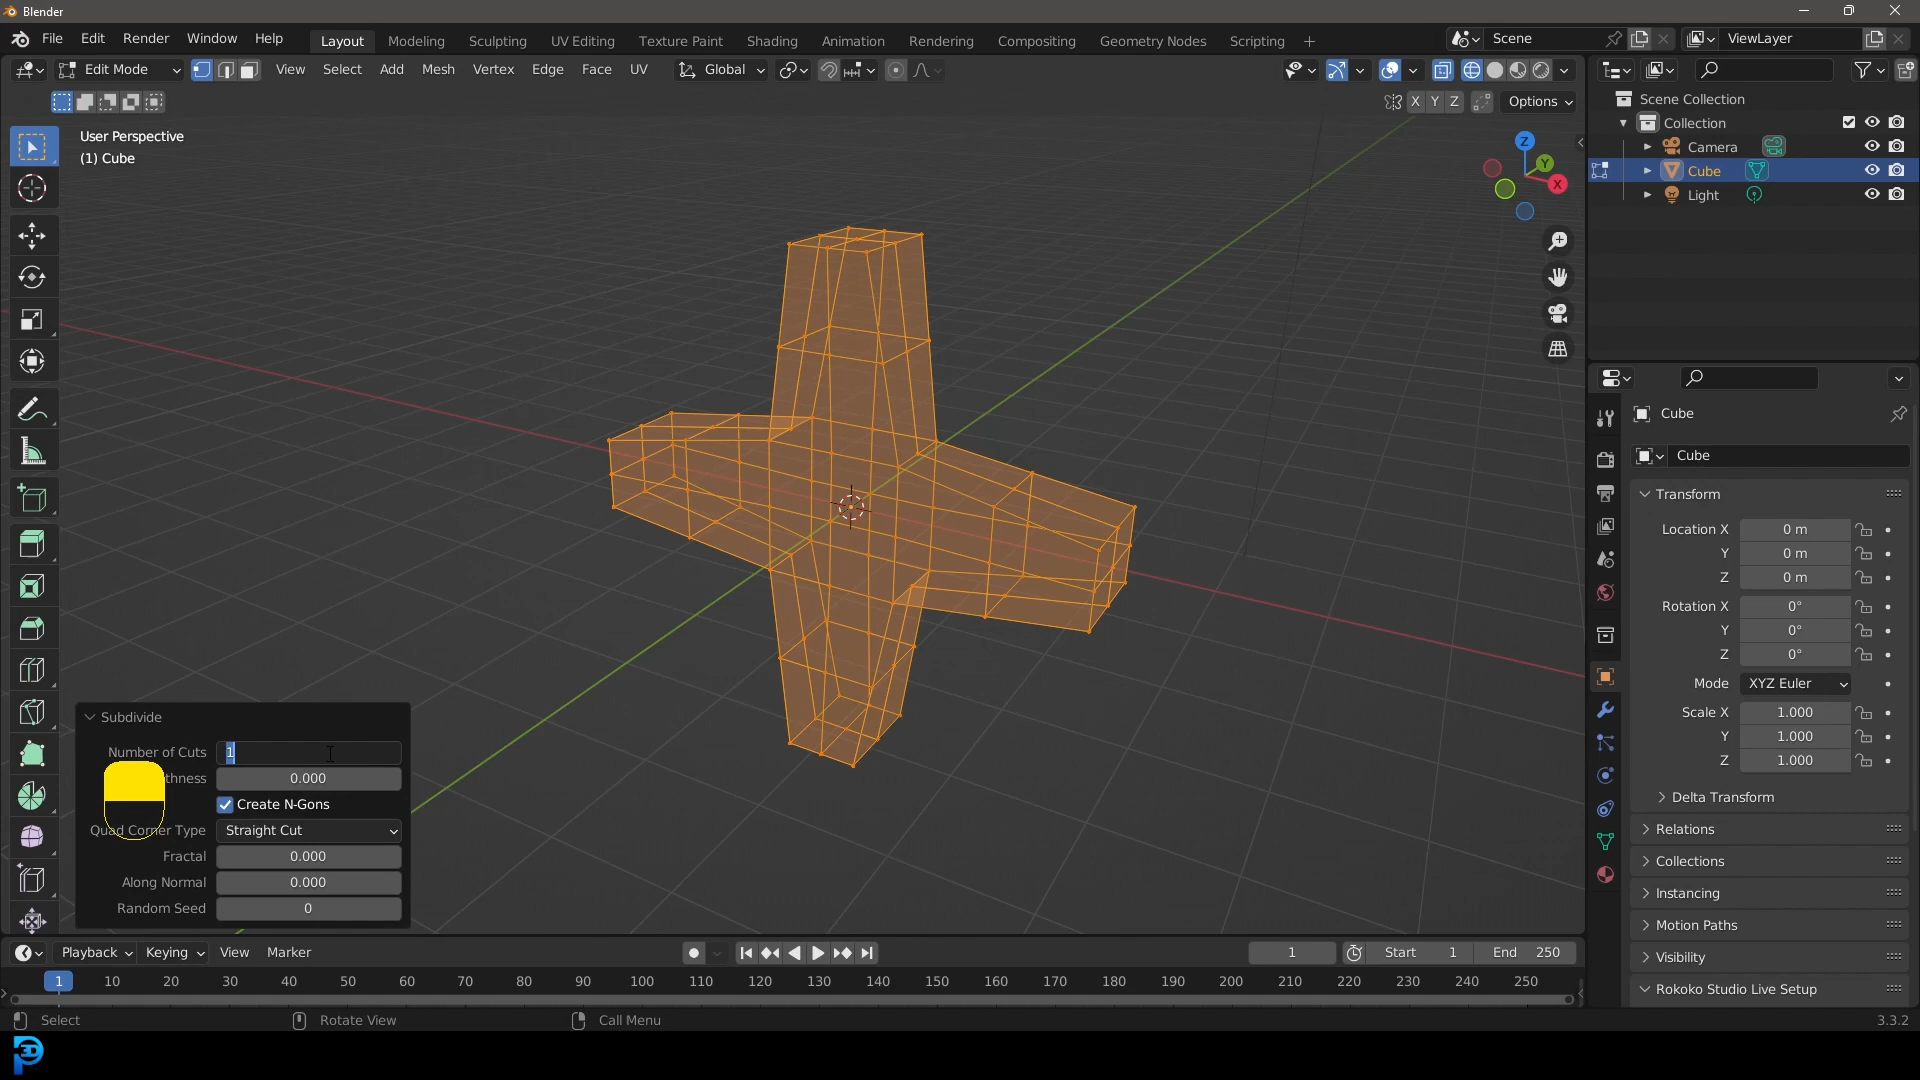 Blender
File Edit Render Window Help
Layout Modeling Sculpting UV Editing Texture Paint Shading Animation Rendering Compositing Geometry Nodes Scripting +
Scene
ViewLayer
Edit Mode
View Select Add Mesh Vertex Edge Face UV
Global
X Y Z
Options
User Perspective
(1) Cube
Z
Y
X
Scene Collection
Collection
Camera
Cube
Light
Cube
Cube
Transform
Location X 0 m
Y 0 m
Z 0 m
Rotation X 0°
Y 0°
Z 0°
Mode XYZ Euler
Scale X 1.000
Y 1.000
Z 1.000
Delta Transform
Relations
Collections
Instancing
Motion Paths
Visibility
Rokoko Studio Live Setup
Subdivide
Number of Cuts 1
thness 0.000
Create N-Gons
Quad Corner Type Straight Cut
Fractal 0.000
Along Normal 0.000
Random Seed 0
Playback Keying View Marker
1
Start 1
End 250
1 10 20 30 40 50 60 70 80 90 100 110 120 130 140 150 160 170 180 190 200 210 220 230 240 250
Select
Rotate View
Call Menu
3.3.2